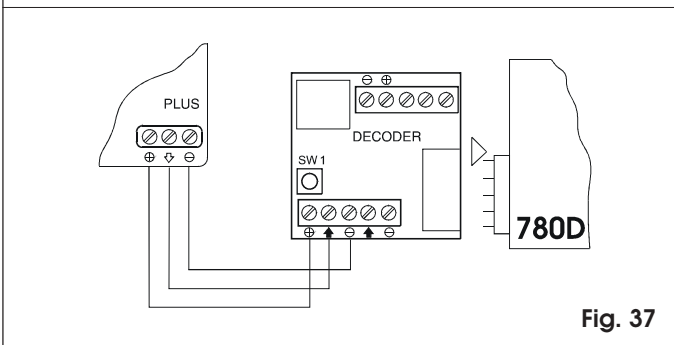 PLUS
⊕ ⇩ ⊖
⊖ ⊕
DECODER
SW 1
⊕ ⬆ ⊖ ⬆ ⊖
780D
Fig. 37